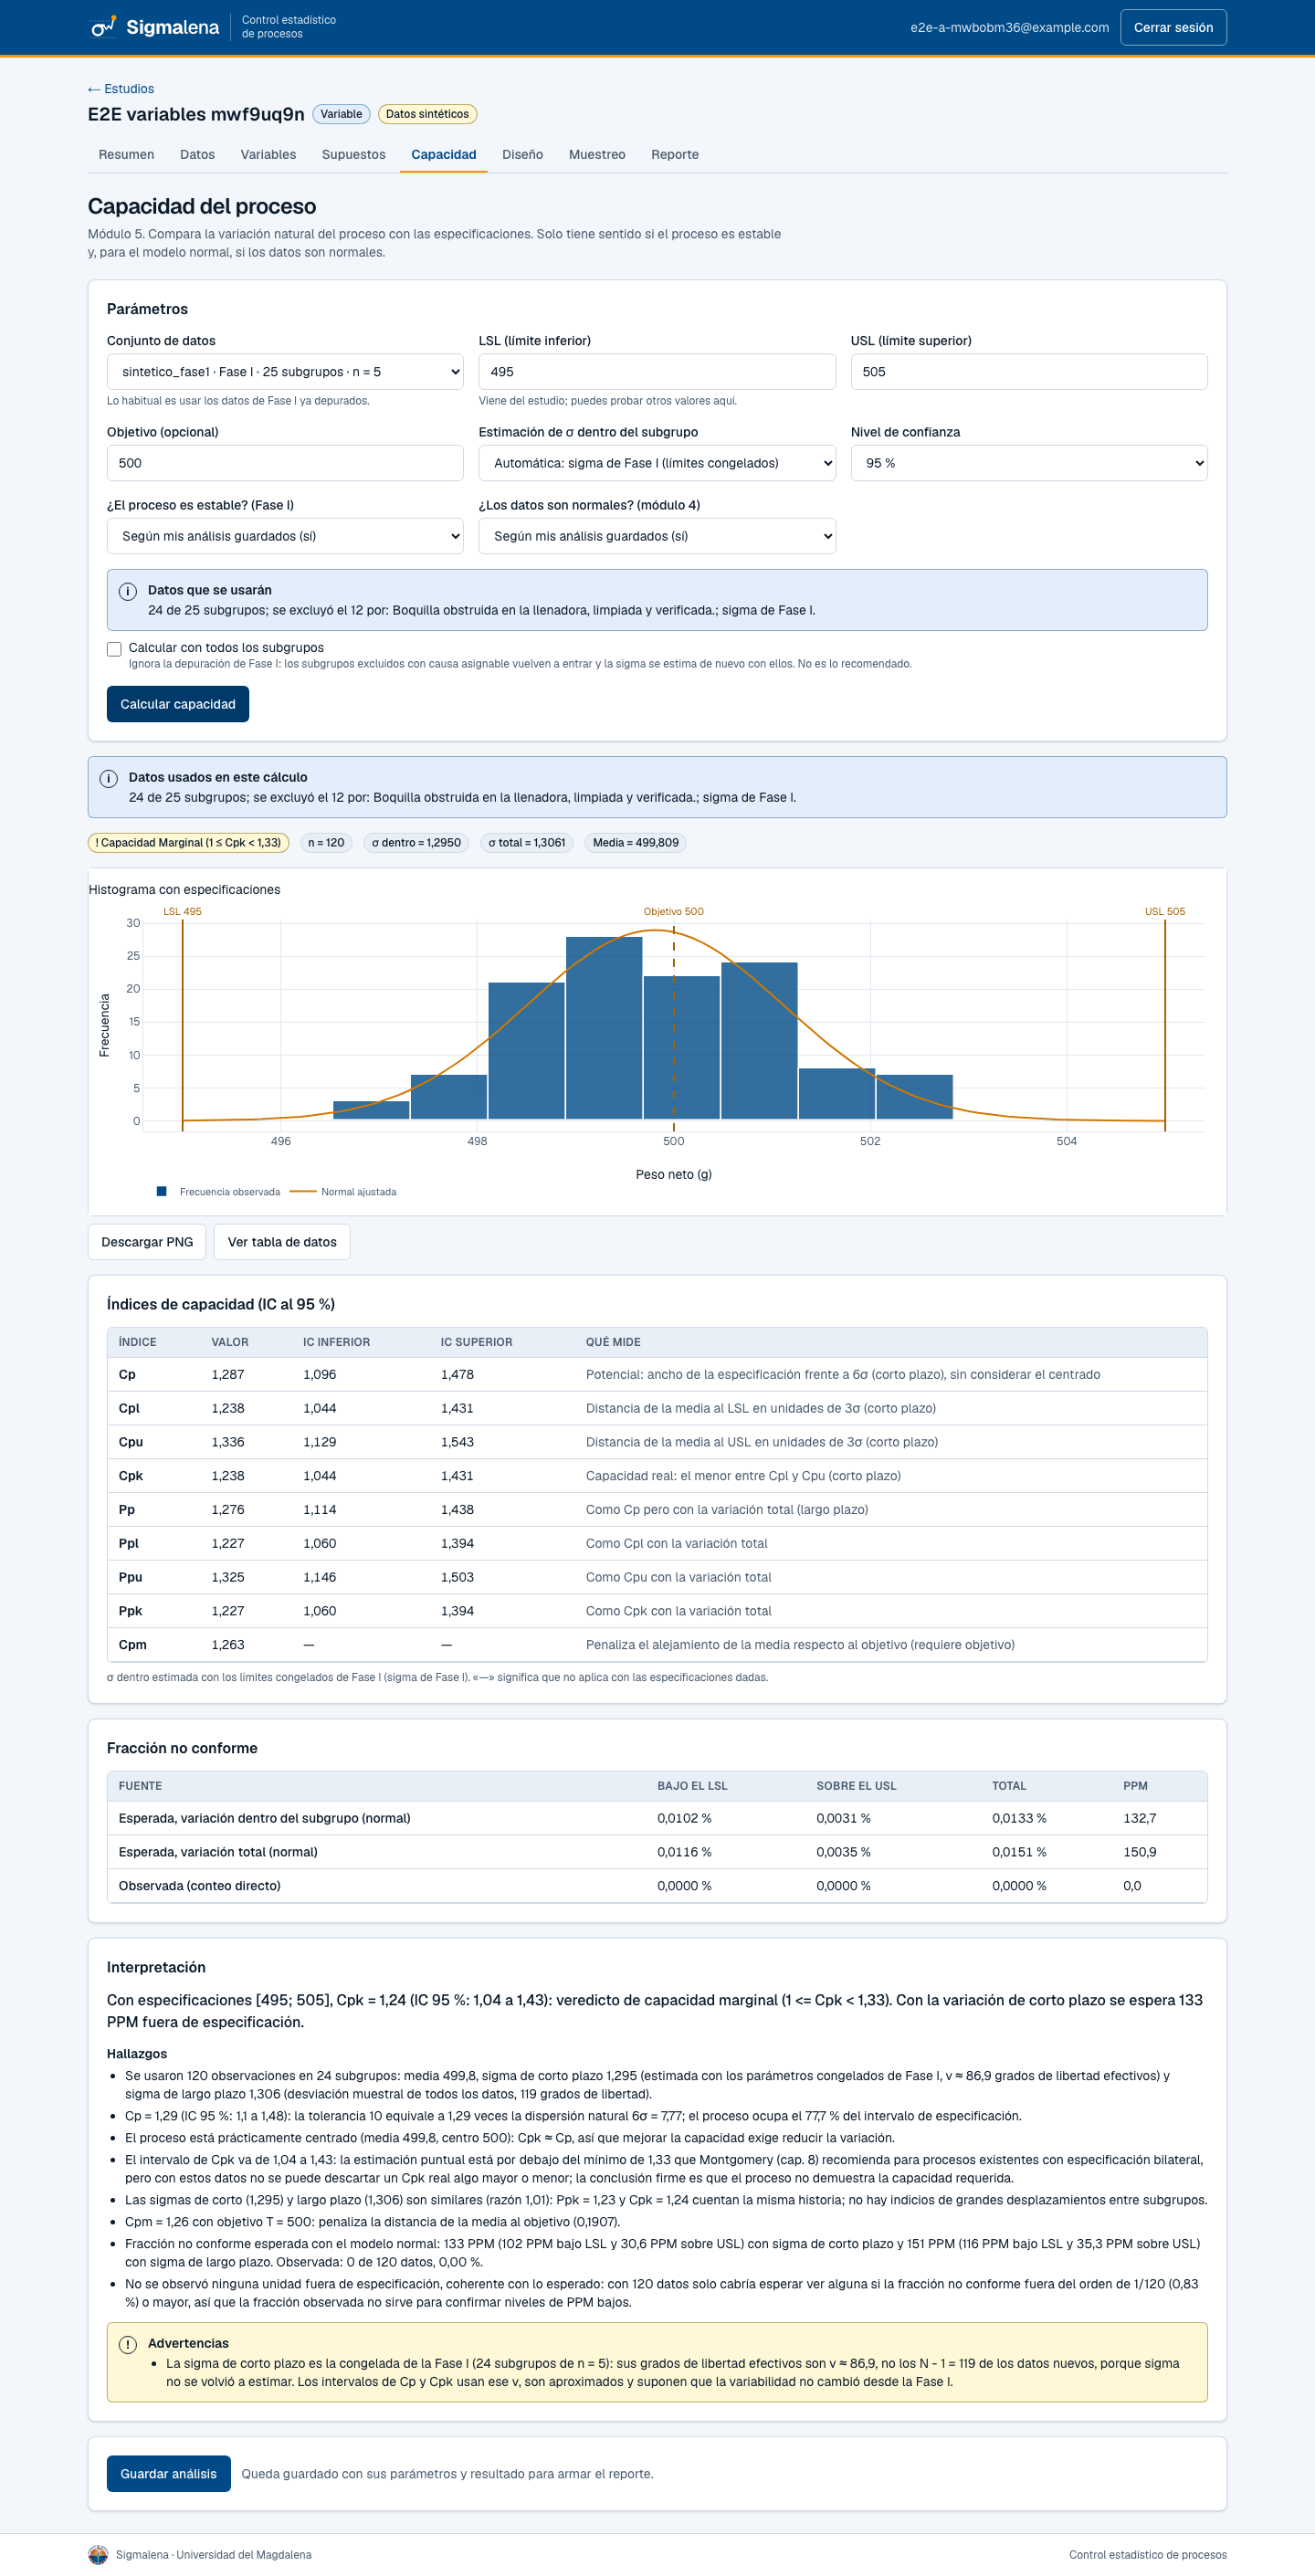 Sigmalena
Control estadístico
de procesos
e2e-a-mwbobm36@example.com
Cerrar sesión
← Estudios
E2E variables mwf9uq9n
Variable
Datos sintéticos
Resumen
Datos
Variables
Supuestos
Capacidad
Diseño
Muestreo
Reporte
Capacidad del proceso
Módulo 5. Compara la variación natural del proceso con las especificaciones. Solo tiene sentido si el proceso es estable
y, para el modelo normal, si los datos son normales.
Parámetros
Conjunto de datos
LSL (límite inferior)
USL (límite superior)
sintetico_fase1 · Fase I · 25 subgrupos · n = 5
495
505
Lo habitual es usar los datos de Fase I ya depurados.
Viene del estudio; puedes probar otros valores aquí.
Objetivo (opcional)
Estimación de σ dentro del subgrupo
Nivel de confianza
500
Automática: sigma de Fase I (límites congelados)
95 %
¿El proceso es estable? (Fase I)
¿Los datos son normales? (módulo 4)
Según mis análisis guardados (sí)
Según mis análisis guardados (sí)
Datos que se usarán
24 de 25 subgrupos; se excluyó el 12 por: Boquilla obstruida en la llenadora, limpiada y verificada.; sigma de Fase I.
Calcular con todos los subgrupos
Ignora la depuración de Fase I: los subgrupos excluidos con causa asignable vuelven a entrar y la sigma se estima de nuevo con ellos. No es lo recomendado.
Calcular capacidad
Datos usados en este cálculo
24 de 25 subgrupos; se excluyó el 12 por: Boquilla obstruida en la llenadora, limpiada y verificada.; sigma de Fase I.
! Capacidad Marginal (1 ≤ Cpk < 1,33)
n = 120
σ dentro = 1,2950
σ total = 1,3061
Media = 499,809
Histograma con especificaciones
LSL 495
Objetivo 500
USL 505
30
25
20
15
10
5
0
Frecuencia
496
498
500
502
504
Peso neto (g)
Frecuencia observada
Normal ajustada
Descargar PNG
Ver tabla de datos
Índices de capacidad (IC al 95 %)
ÍNDICE VALOR IC INFERIOR IC SUPERIOR QUÉ MIDE
Cp 1,287 1,096 1,478 Potencial: ancho de la especificación frente a 6σ (corto plazo), sin considerar el centrado
Cpl 1,238 1,044 1,431 Distancia de la media al LSL en unidades de 3σ (corto plazo)
Cpu 1,336 1,129 1,543 Distancia de la media al USL en unidades de 3σ (corto plazo)
Cpk 1,238 1,044 1,431 Capacidad real: el menor entre Cpl y Cpu (corto plazo)
Pp 1,276 1,114 1,438 Como Cp pero con la variación total (largo plazo)
Ppl 1,227 1,060 1,394 Como Cpl con la variación total
Ppu 1,325 1,146 1,503 Como Cpu con la variación total
Ppk 1,227 1,060 1,394 Como Cpk con la variación total
Cpm 1,263 — — Penaliza el alejamiento de la media respecto al objetivo (requiere objetivo)
σ dentro estimada con los límites congelados de Fase I (sigma de Fase I). «—» significa que no aplica con las especificaciones dadas.
Fracción no conforme
FUENTE BAJO EL LSL SOBRE EL USL TOTAL PPM
Esperada, variación dentro del subgrupo (normal) 0,0102 % 0,0031 % 0,0133 % 132,7
Esperada, variación total (normal) 0,0116 % 0,0035 % 0,0151 % 150,9
Observada (conteo directo) 0,0000 % 0,0000 % 0,0000 % 0,0
Interpretación
Con especificaciones [495; 505], Cpk = 1,24 (IC 95 %: 1,04 a 1,43): veredicto de capacidad marginal (1 <= Cpk < 1,33). Con la variación de corto plazo se espera 133
PPM fuera de especificación.
Hallazgos
• Se usaron 120 observaciones en 24 subgrupos: media 499,8, sigma de corto plazo 1,295 (estimada con los parámetros congelados de Fase I, ν ≈ 86,9 grados de libertad efectivos) y
sigma de largo plazo 1,306 (desviación muestral de todos los datos, 119 grados de libertad).
• Cp = 1,29 (IC 95 %: 1,1 a 1,48): la tolerancia 10 equivale a 1,29 veces la dispersión natural 6σ = 7,77; el proceso ocupa el 77,7 % del intervalo de especificación.
• El proceso está prácticamente centrado (media 499,8, centro 500): Cpk ≈ Cp, así que mejorar la capacidad exige reducir la variación.
• El intervalo de Cpk va de 1,04 a 1,43: la estimación puntual está por debajo del mínimo de 1,33 que Montgomery (cap. 8) recomienda para procesos existentes con especificación bilateral,
pero con estos datos no se puede descartar un Cpk real algo mayor o menor; la conclusión firme es que el proceso no demuestra la capacidad requerida.
• Las sigmas de corto (1,295) y largo plazo (1,306) son similares (razón 1,01): Ppk = 1,23 y Cpk = 1,24 cuentan la misma historia; no hay indicios de grandes desplazamientos entre subgrupos.
• Cpm = 1,26 con objetivo T = 500: penaliza la distancia de la media al objetivo (0,1907).
• Fracción no conforme esperada con el modelo normal: 133 PPM (102 PPM bajo LSL y 30,6 PPM sobre USL) con sigma de corto plazo y 151 PPM (116 PPM bajo LSL y 35,3 PPM sobre USL)
con sigma de largo plazo. Observada: 0 de 120 datos, 0,00 %.
• No se observó ninguna unidad fuera de especificación, coherente con lo esperado: con 120 datos solo cabría esperar ver alguna si la fracción no conforme fuera del orden de 1/120 (0,83
%) o mayor, así que la fracción observada no sirve para confirmar niveles de PPM bajos.
Advertencias
• La sigma de corto plazo es la congelada de la Fase I (24 subgrupos de n = 5): sus grados de libertad efectivos son ν ≈ 86,9, no los N - 1 = 119 de los datos nuevos, porque sigma
no se volvió a estimar. Los intervalos de Cp y Cpk usan ese ν, son aproximados y suponen que la variabilidad no cambió desde la Fase I.
Guardar análisis
Queda guardado con sus parámetros y resultado para armar el reporte.
Sigmalena · Universidad del Magdalena
Control estadístico de procesos